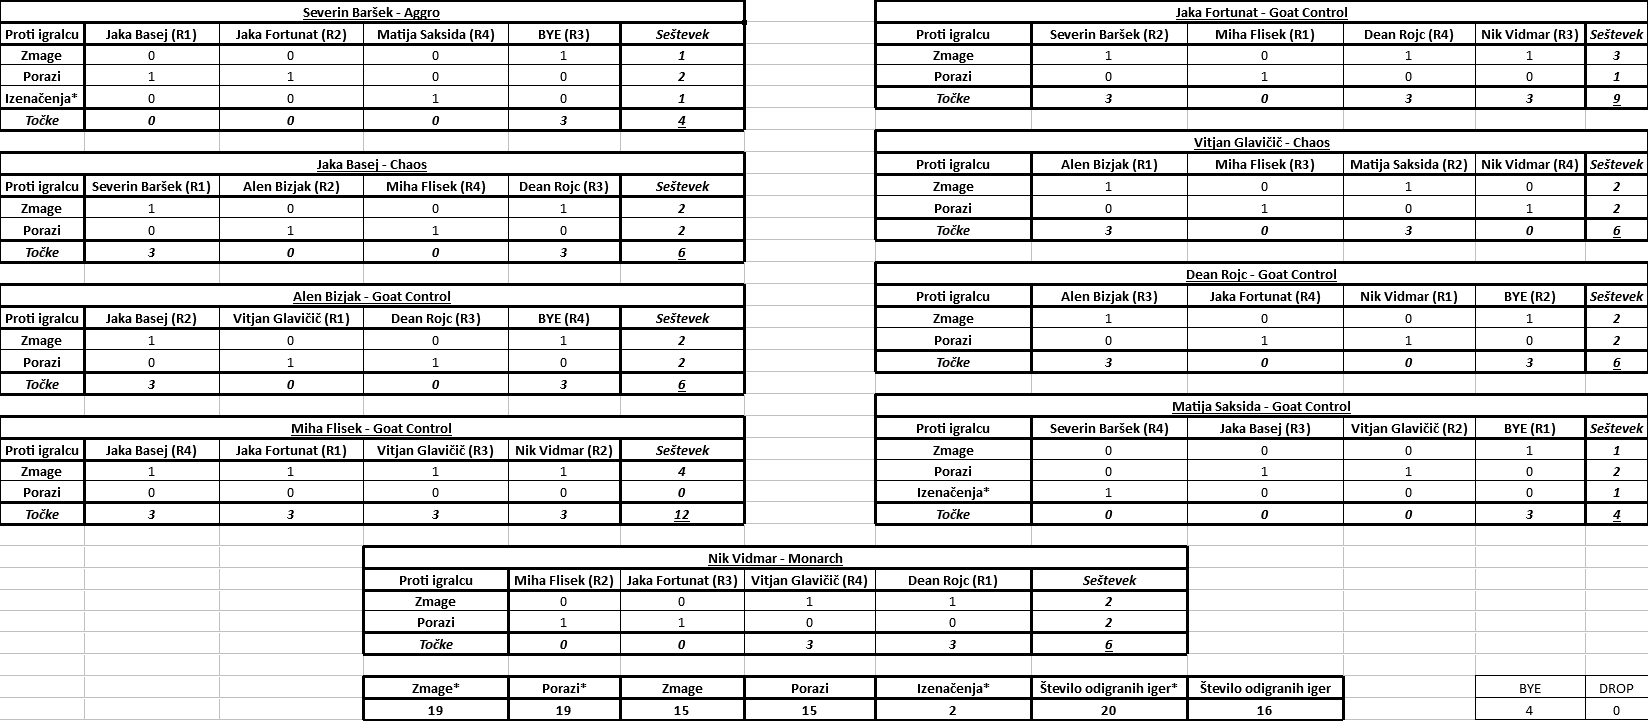 Severin Baršek - Aggro
Proti igralcu Jaka Basej (R1) Jaka Fortunat (R2) Matija Saksida (R4) BYE (R3) Seštevek
Zmage 0 0 0 1 1
Porazi 1 1 0 0 2
Izenačenja* 0 0 1 0 1
Točke 0 0 0 3 4
Jaka Fortunat - Goat Control
Proti igralcu Severin Baršek (R2) Miha Flisek (R1) Dean Rojc (R4) Nik Vidmar (R3) Seštevek
Zmage 1 0 1 1 3
Porazi 0 1 0 0 1
Točke 3 0 3 3 9
Jaka Basej - Chaos
Proti igralcu Severin Baršek (R1) Alen Bizjak (R2) Miha Flisek (R4) Dean Rojc (R3) Seštevek
Zmage 1 0 0 1 2
Porazi 0 1 1 0 2
Točke 3 0 0 3 6
Vitjan Glavičič - Chaos
Proti igralcu Alen Bizjak (R1) Miha Flisek (R3) Matija Saksida (R2) Nik Vidmar (R4) Seštevek
Zmage 1 0 1 0 2
Porazi 0 1 0 1 2
Točke 3 0 3 0 6
Alen Bizjak - Goat Control
Proti igralcu Jaka Basej (R2) Vitjan Glavičič (R1) Dean Rojc (R3) BYE (R4) Seštevek
Zmage 1 0 0 1 2
Porazi 0 1 1 0 2
Točke 3 0 0 3 6
Dean Rojc - Goat Control
Proti igralcu Alen Bizjak (R3) Jaka Fortunat (R4) Nik Vidmar (R1) BYE (R2) Seštevek
Zmage 1 0 0 1 2
Porazi 0 1 1 0 2
Točke 3 0 0 3 6
Miha Flisek - Goat Control
Proti igralcu Jaka Basej (R4) Jaka Fortunat (R1) Vitjan Glavičič (R3) Nik Vidmar (R2) Seštevek
Zmage 1 1 1 1 4
Porazi 0 0 0 0 0
Točke 3 3 3 3 12
Matija Saksida - Goat Control
Proti igralcu Severin Baršek (R4) Jaka Basej (R3) Vitjan Glavičič (R2) BYE (R1) Seštevek
Zmage 0 0 0 1 1
Porazi 0 1 1 0 2
Izenačenja* 1 0 0 0 1
Točke 0 0 0 3 4
Nik Vidmar - Monarch
Proti igralcu Miha Flisek (R2) Jaka Fortunat (R3) Vitjan Glavičič (R4) Dean Rojc (R1) Seštevek
Zmage 0 0 1 1 2
Porazi 1 1 0 0 2
Točke 0 0 3 3 6
Zmage* Porazi* Zmage Porazi Izenačenja* Število odigranih iger* Število odigranih iger BYE DROP
19 19 15 15 2 20 16 4 0